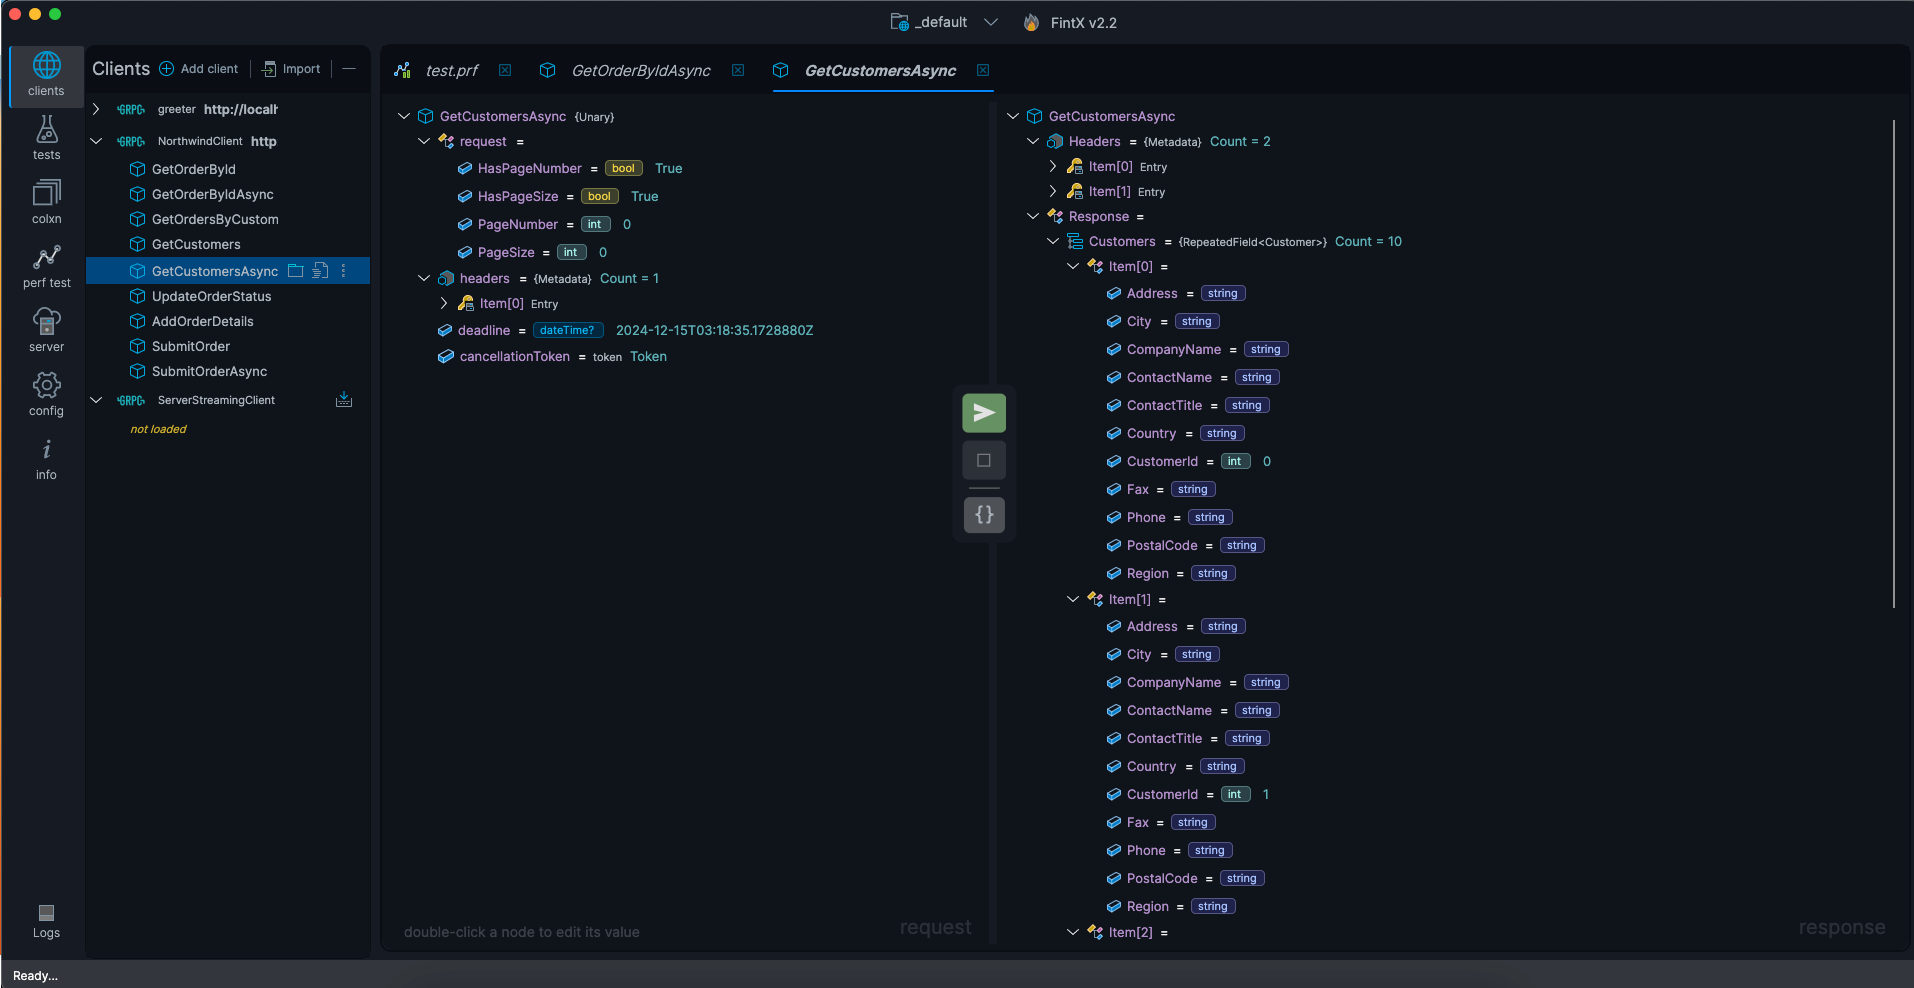 _default
FintX v2.2
clients
tests
colxn
perf test
server
config
info
Logs
Clients
Add client
Import
GRPC greeter http://localh
GRPC NorthwindClient http
GetOrderById
GetOrderByIdAsync
GetOrdersByCustom
GetCustomers
GetCustomersAsync
UpdateOrderStatus
AddOrderDetails
SubmitOrder
SubmitOrderAsync
GRPC ServerStreamingClient
not loaded
test.prf
GetOrderByIdAsync
GetCustomersAsync
GetCustomersAsync {Unary}
request =
HasPageNumber = bool True
HasPageSize = bool True
PageNumber = int 0
PageSize = int 0
headers = {Metadata} Count = 1
Item[0] Entry
deadline = dateTime? 2024-12-15T03:18:35.1728880Z
cancellationToken = token Token
double-click a node to edit its value
request
{}
GetCustomersAsync
Headers = {Metadata} Count = 2
Item[0] Entry
Item[1] Entry
Response =
Customers = {RepeatedField<Customer>} Count = 10
Item[0] =
Address = string
City = string
CompanyName = string
ContactName = string
ContactTitle = string
Country = string
CustomerId = int 0
Fax = string
Phone = string
PostalCode = string
Region = string
Item[1] =
Address = string
City = string
CompanyName = string
ContactName = string
ContactTitle = string
Country = string
CustomerId = int 1
Fax = string
Phone = string
PostalCode = string
Region = string
Item[2] =
response
Ready...